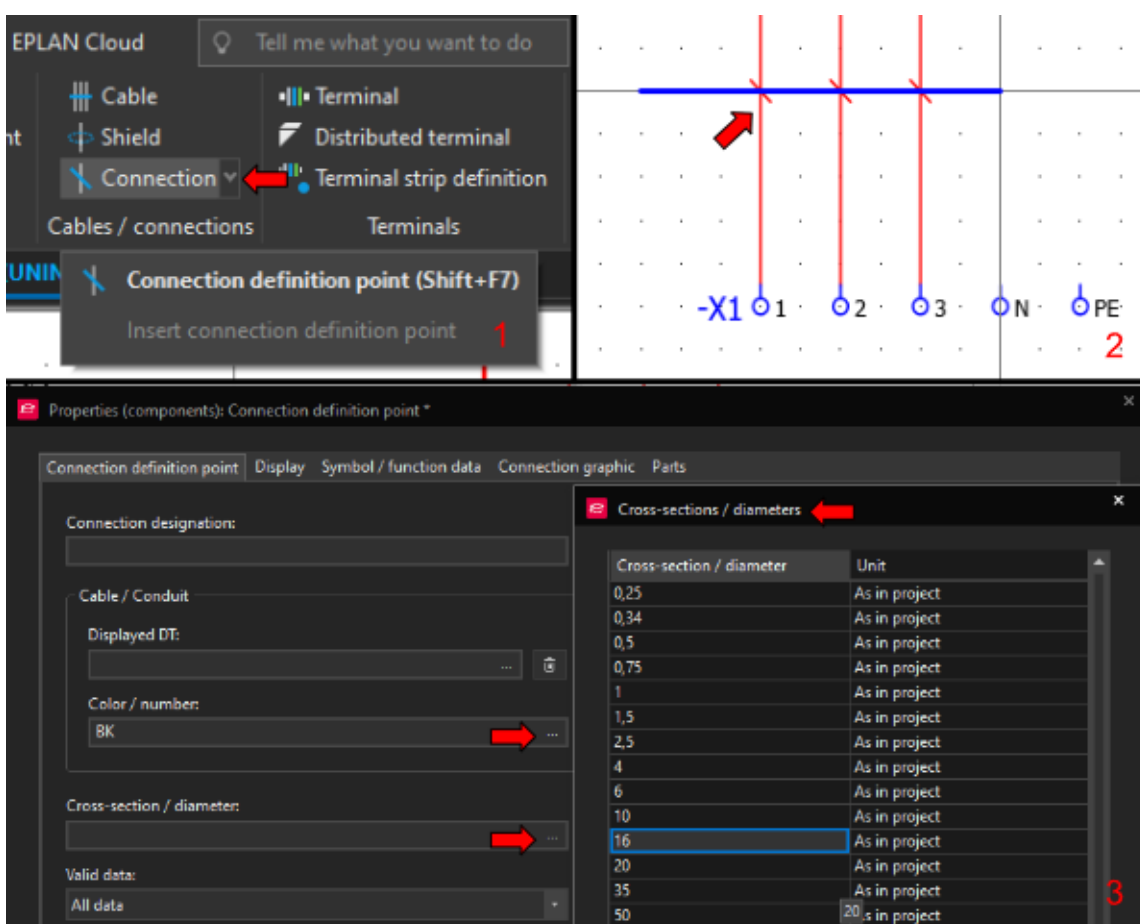 EPLAN Cloud
Tell me what you want to do
Cable
Terminal
nt
Shield
Distributed terminal
Connection
Terminal strip definition
Cables / connections
Terminals
UNIN
Connection definition point (Shift+F7)
Insert connection definition point
1
-X1 1 2 3 N PE
2
Properties (components): Connection definition point *
Connection definition point Display Symbol / function data Connection graphic Parts
Connection designation:
Cable / Conduit
Displayed DT:
...
Color / number:
BK ...
Cross-section / diameter:
...
Valid data:
All data
Cross-sections / diameters
Cross-section / diameter Unit
0,25 As in project
0,34 As in project
0,5 As in project
0,75 As in project
1 As in project
1,5 As in project
2,5 As in project
4 As in project
6 As in project
10 As in project
16 As in project
20 As in project
35 As in project
50 20 s in project
3